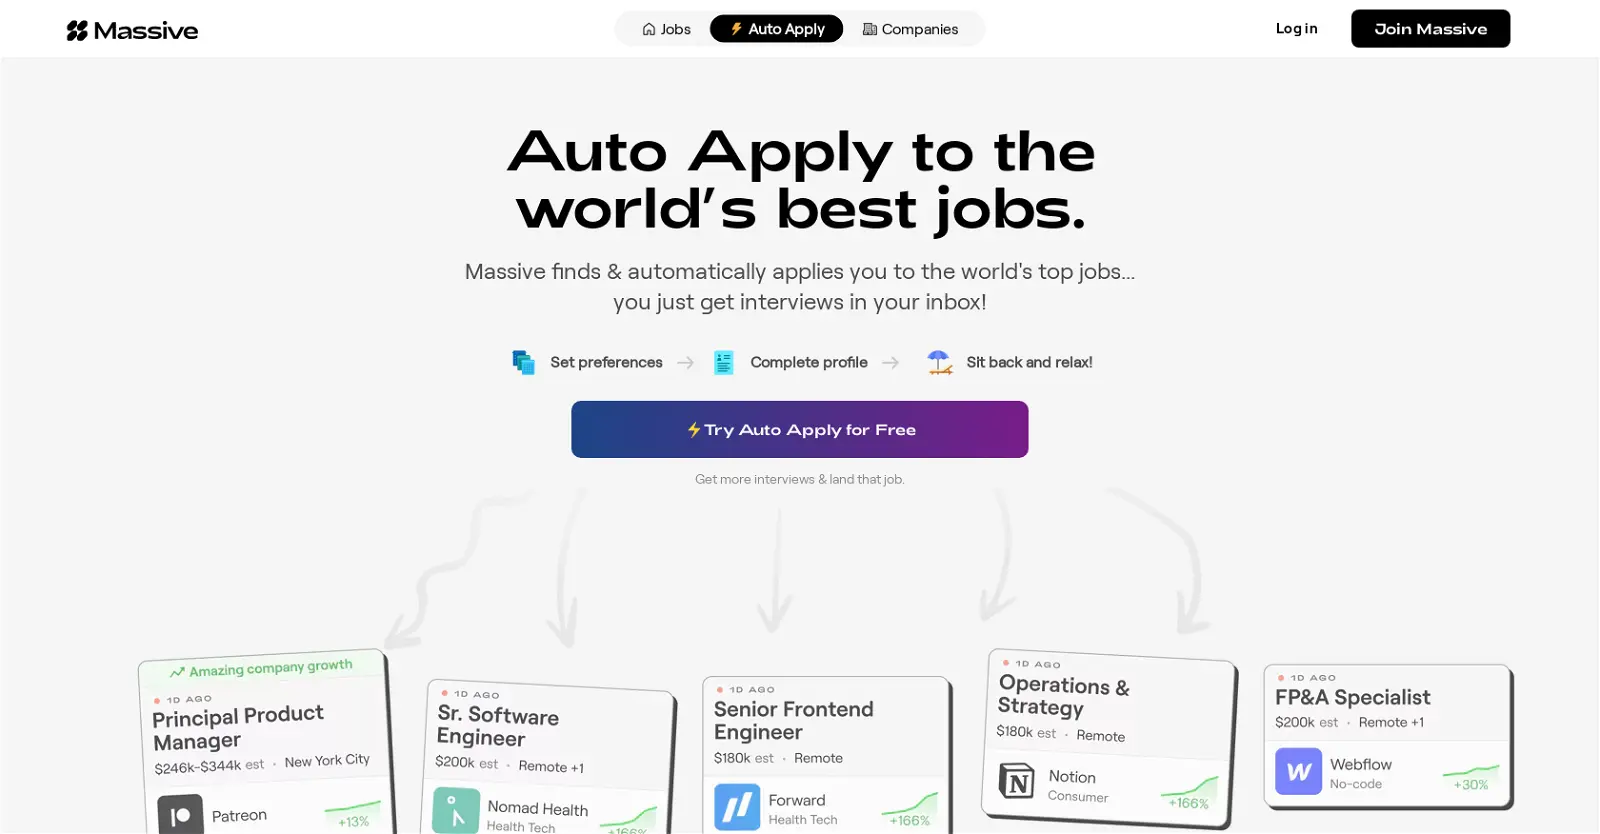 Massive
Jobs
Auto Apply
Companies
Log in
Join Massive
Auto Apply to the
world's best jobs.
Massive finds & automatically applies you to the world's top jobs...
you just get interviews in your inbox!
Set preferences
Complete profile
Sit back and relax!
Try Auto Apply for Free
Get more interviews & land that job.
Amazing company growth
1D AGO
Principal Product
Manager
$246k-$344k est · New York City
Patreon
+13%
1D AGO
Sr. Software
Engineer
$200k est · Remote +1
Nomad Health
Health Tech
+166%
1D AGO
Senior Frontend
Engineer
$180k est · Remote
Forward
Health Tech
+166%
1D AGO
Operations &
Strategy
$180k est · Remote
Notion
Consumer
+166%
1D AGO
FP&A Specialist
$200k est · Remote +1
Webflow
No-code
+30%